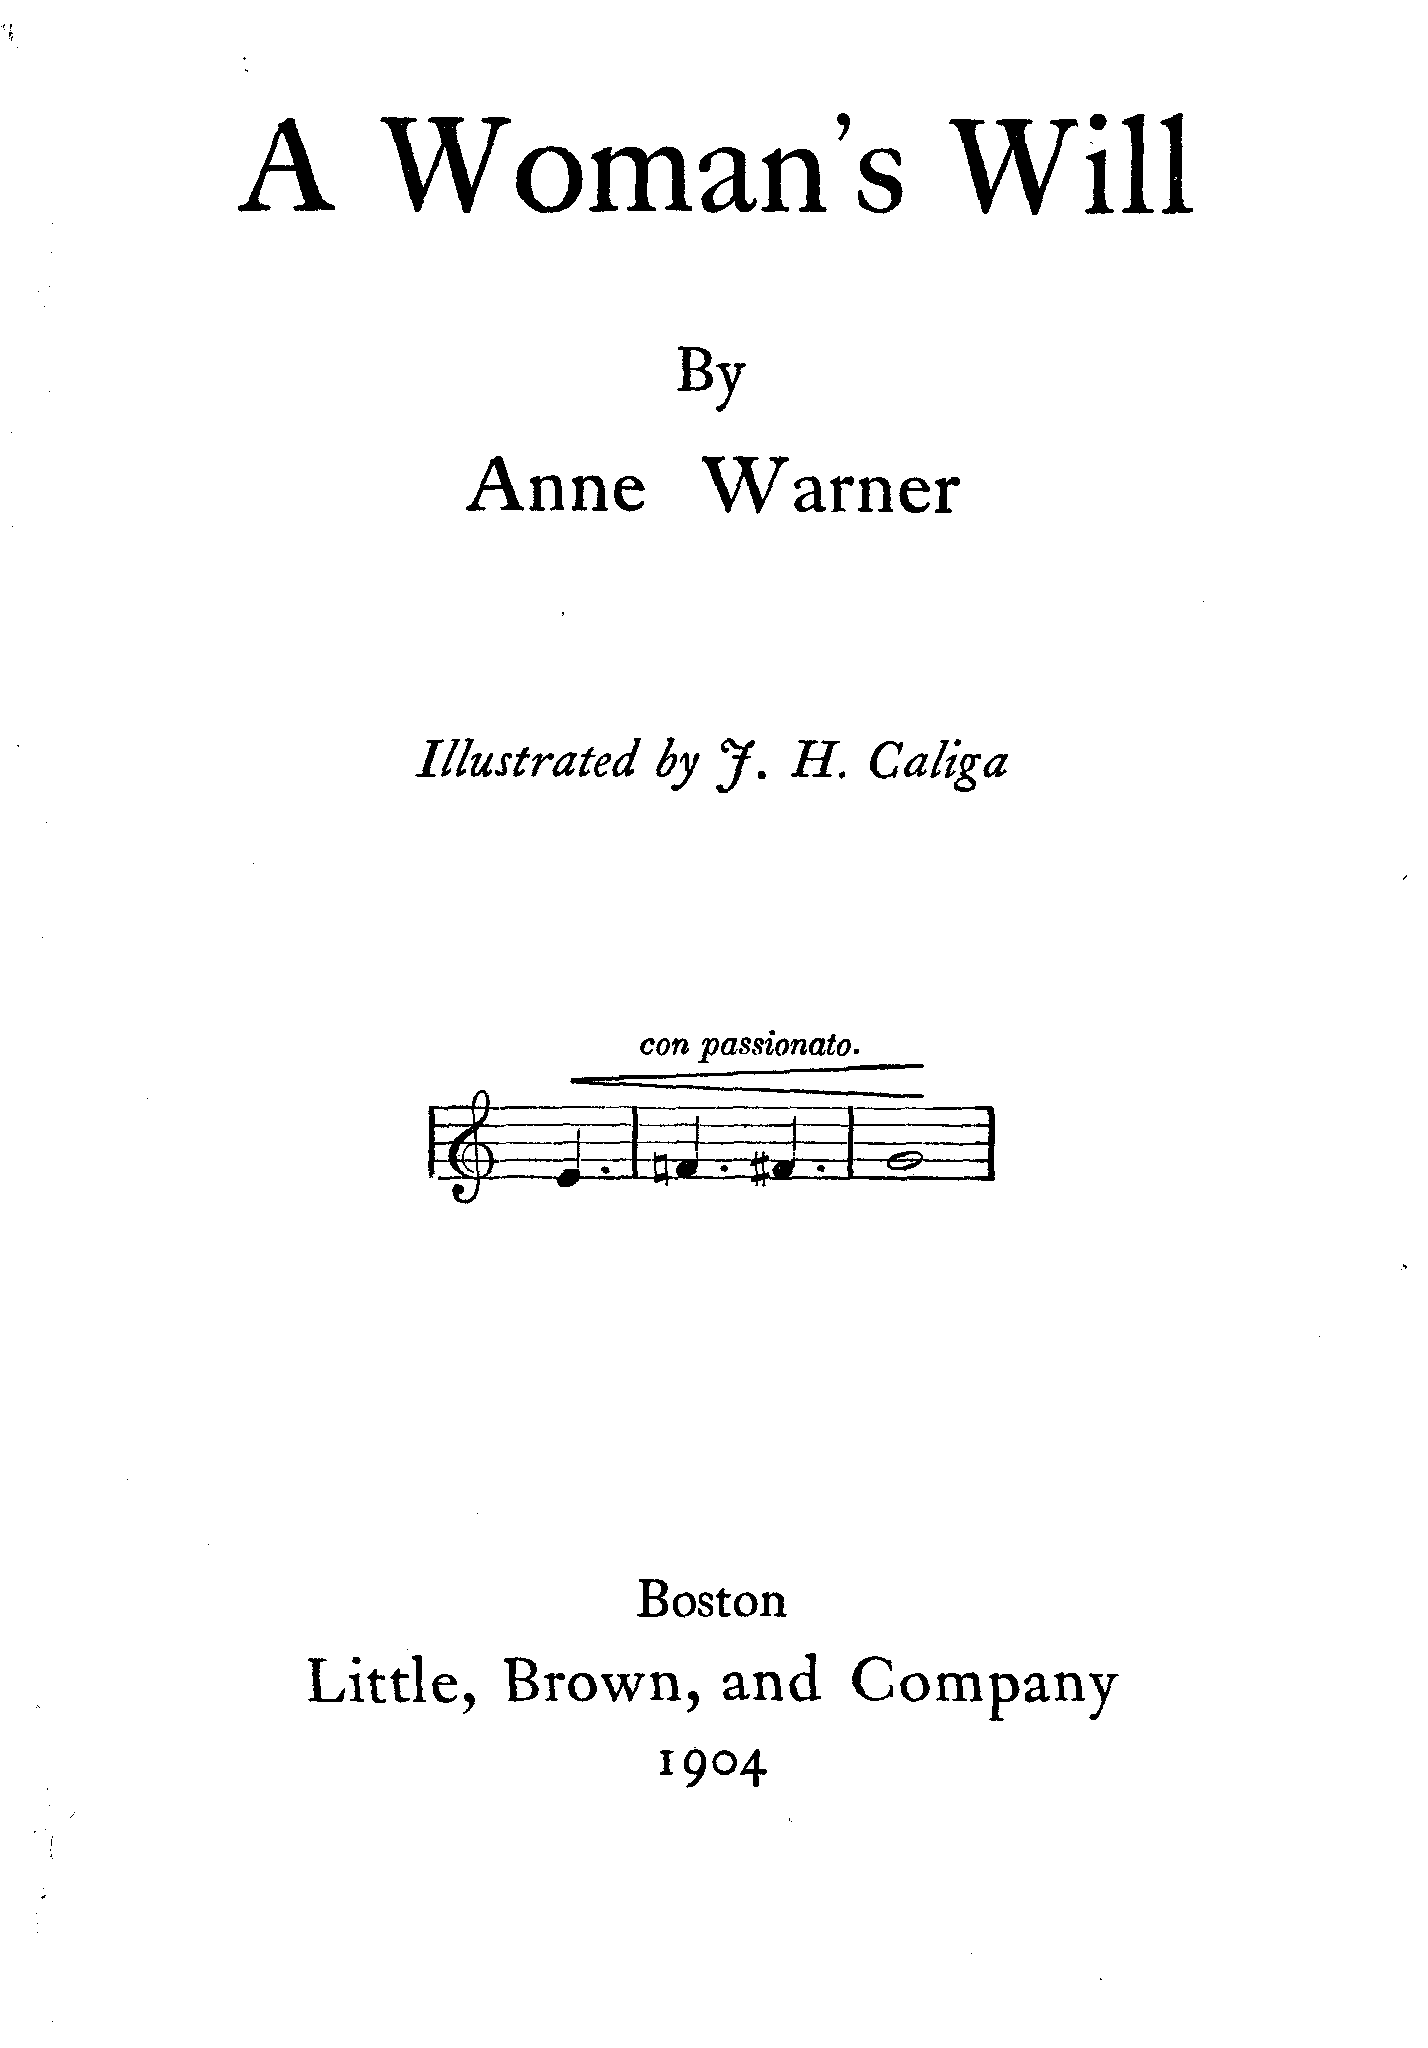 A Woman's Will
By
Anne Warner
Illustrated by J. H. Caliga
con passionato.
Boston
Little, Brown, and Company
1904